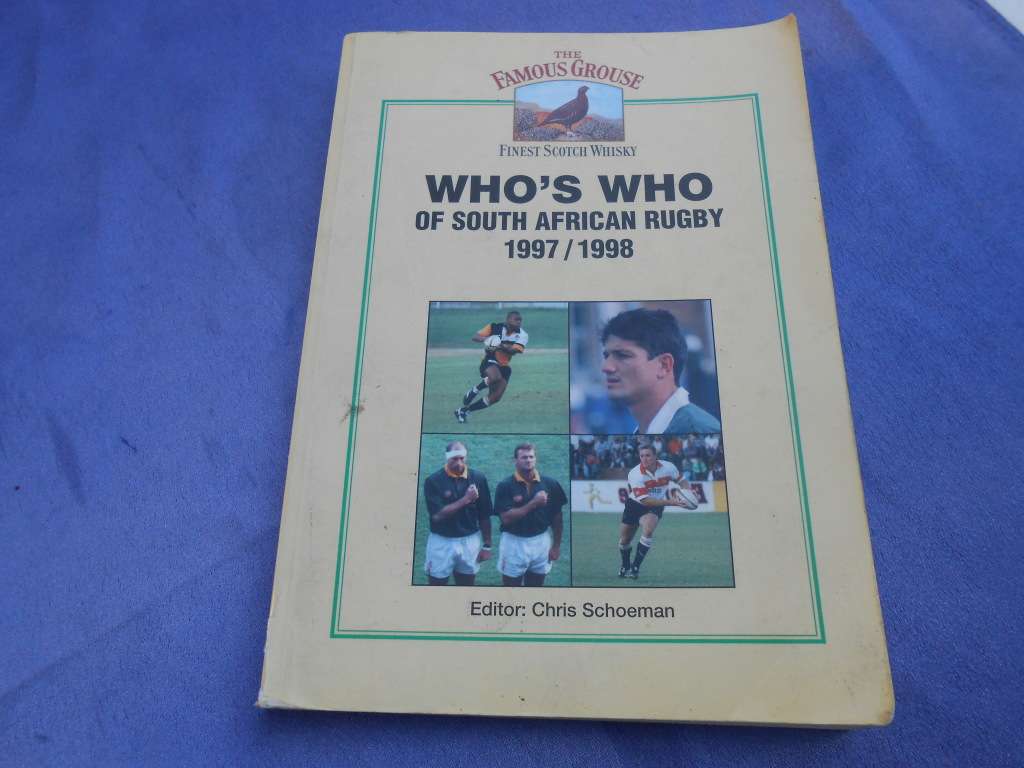 THE
FAMOUS GROUSE
FINEST SCOTCH WHISKY
WHO'S WHO
OF SOUTH AFRICAN RUGBY
1997/1998
Editor: Chris Schoeman